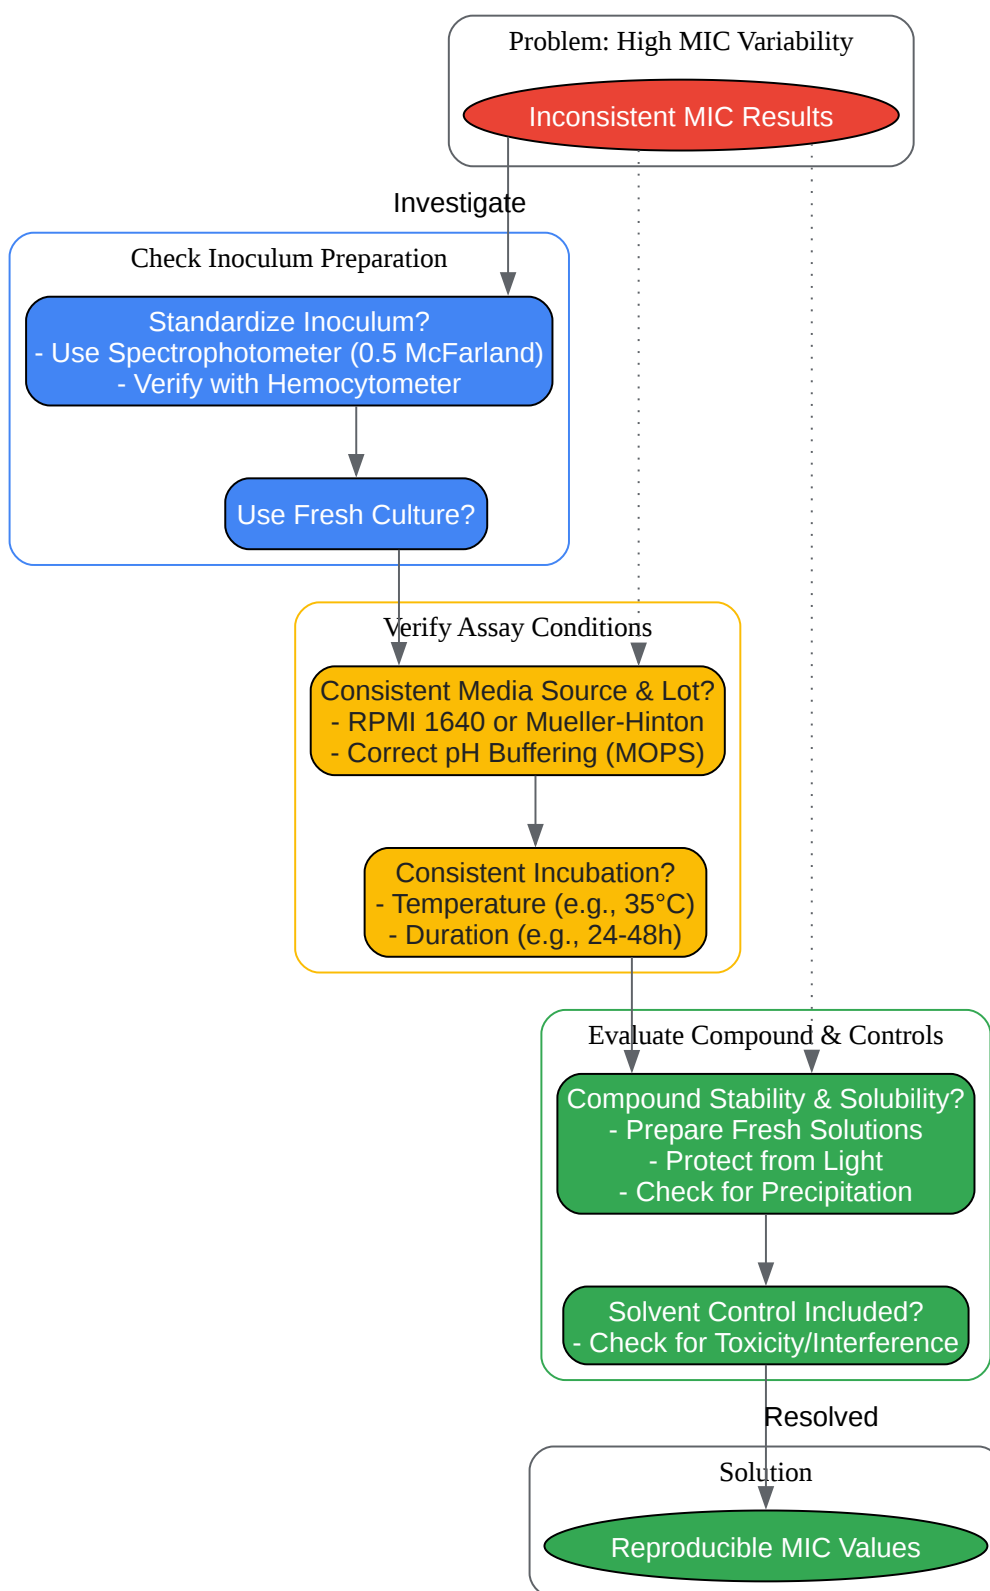 Problem: High MIC Variability
Inconsistent MIC Results
Investigate
Check Inoculum Preparation
Standardize Inoculum?
- Use Spectrophotometer (0.5 McFarland)
- Verify with Hemocytometer
Use Fresh Culture?
Verify Assay Conditions
Consistent Media Source & Lot?
- RPMI 1640 or Mueller-Hinton
- Correct pH Buffering (MOPS)
Consistent Incubation?
- Temperature (e.g., 35°C)
- Duration (e.g., 24-48h)
Evaluate Compound & Controls
Compound Stability & Solubility?
- Prepare Fresh Solutions
- Protect from Light
- Check for Precipitation
Solvent Control Included?
- Check for Toxicity/Interference
Resolved
Solution
Reproducible MIC Values